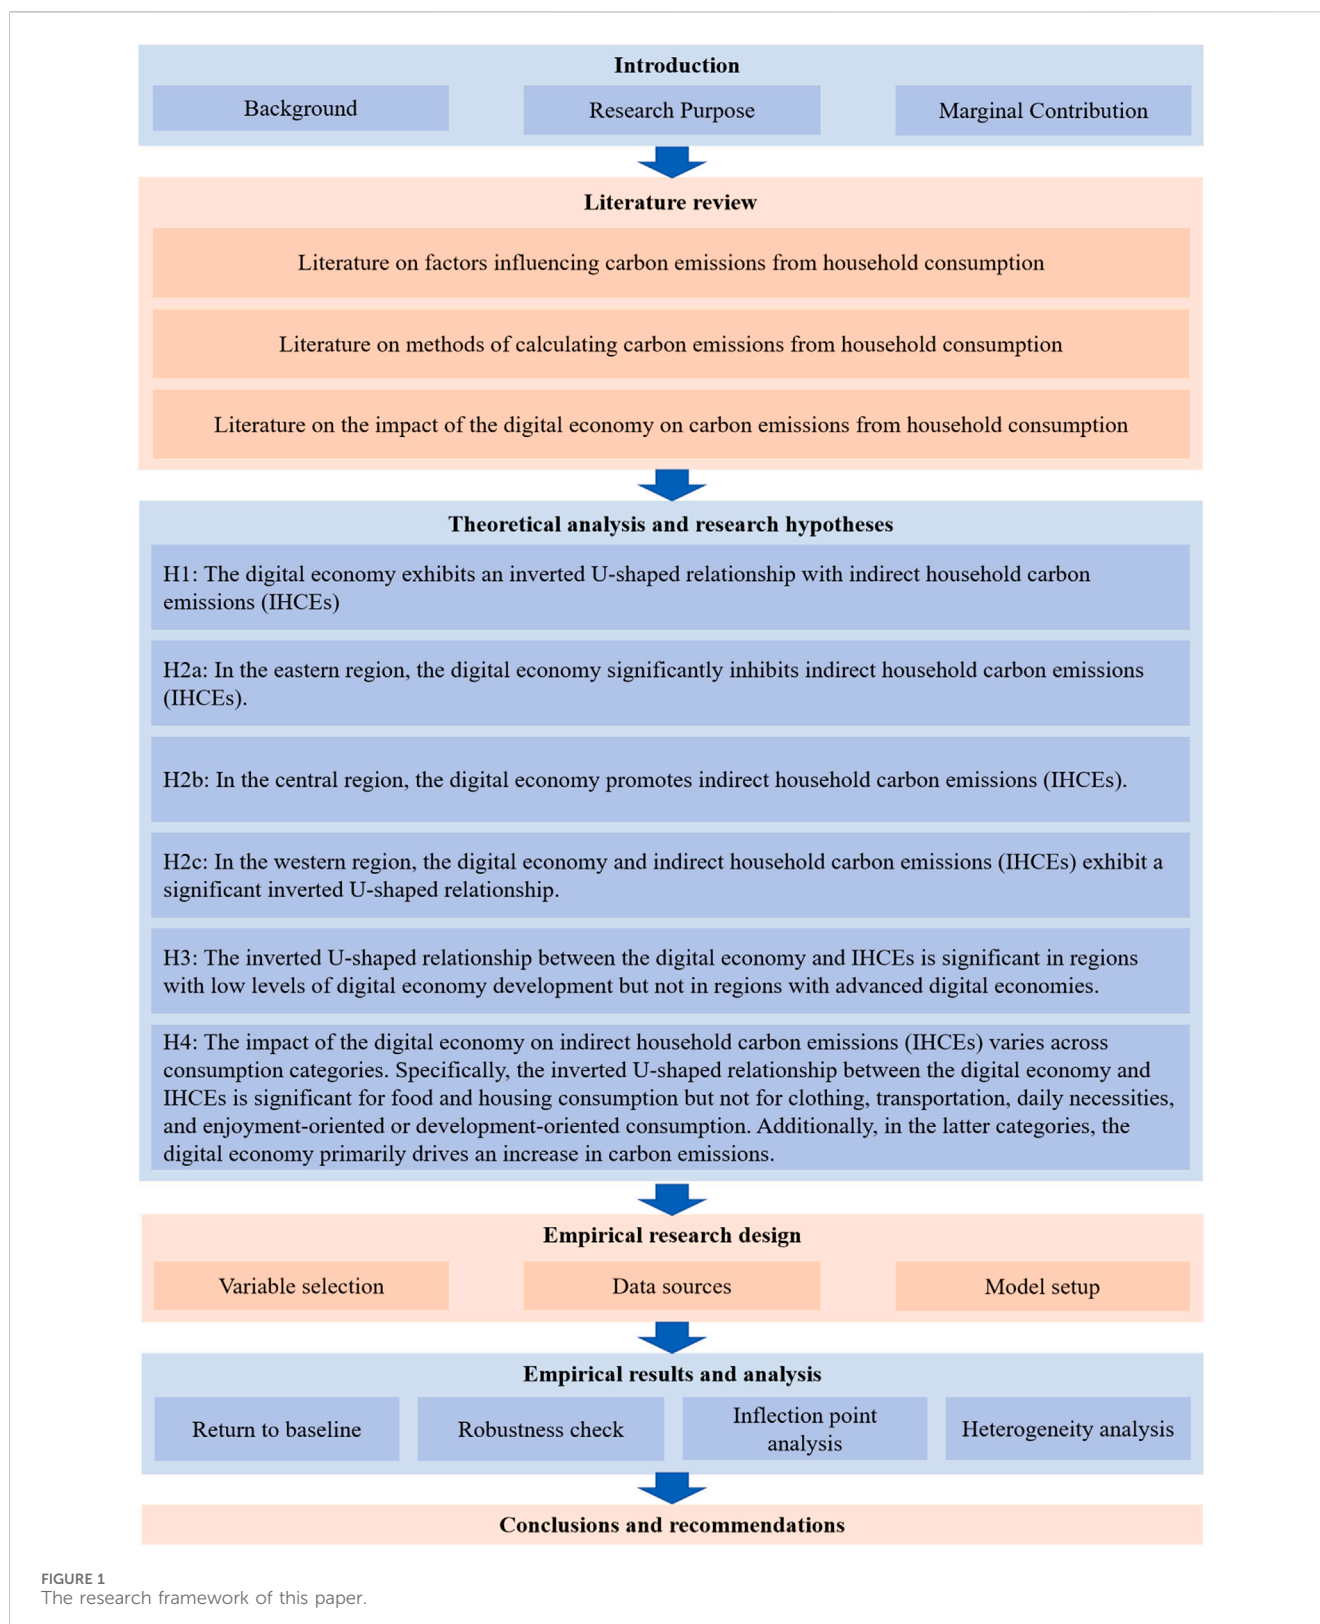 Introduction
Background
Research Purpose
Marginal Contribution
Literature review
Literature on factors influencing carbon emissions from household consumption
Literature on methods of calculating carbon emissions from household consumption
Literature on the impact of the digital economy on carbon emissions from household consumption
Theoretical analysis and research hypotheses
H1: The digital economy exhibits an inverted U-shaped relationship with indirect household carbon
emissions (IHCEs)
H2a: In the eastern region, the digital economy significantly inhibits indirect household carbon emissions
(IHCEs).
H2b: In the central region, the digital economy promotes indirect household carbon emissions (IHCEs).
H2c: In the western region, the digital economy and indirect household carbon emissions (IHCEs) exhibit a
significant inverted U-shaped relationship.
H3: The inverted U-shaped relationship between the digital economy and IHCEs is significant in regions
with low levels of digital economy development but not in regions with advanced digital economies.
H4: The impact of the digital economy on indirect household carbon emissions (IHCEs) varies across
consumption categories. Specifically, the inverted U-shaped relationship between the digital economy and
IHCEs is significant for food and housing consumption but not for clothing, transportation, daily necessities,
and enjoyment-oriented or development-oriented consumption. Additionally, in the latter categories, the
digital economy primarily drives an increase in carbon emissions.
Empirical research design
Variable selection
Data sources
Model setup
Empirical results and analysis
Return to baseline
Robustness check
Inflection point
analysis
Heterogeneity analysis
Conclusions and recommendations
FIGURE 1
The research framework of this paper.